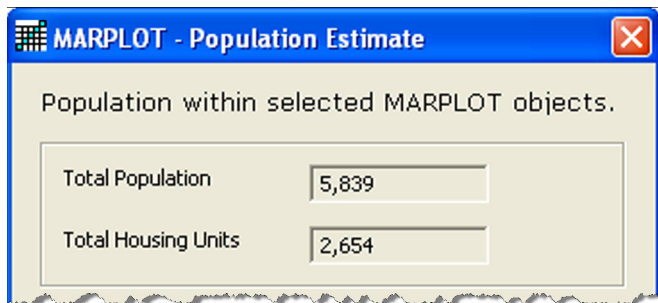 MARPLOT - Population Estimate
Population within selected MARPLOT objects.
Total Population 5,839
Total Housing Units 2,654